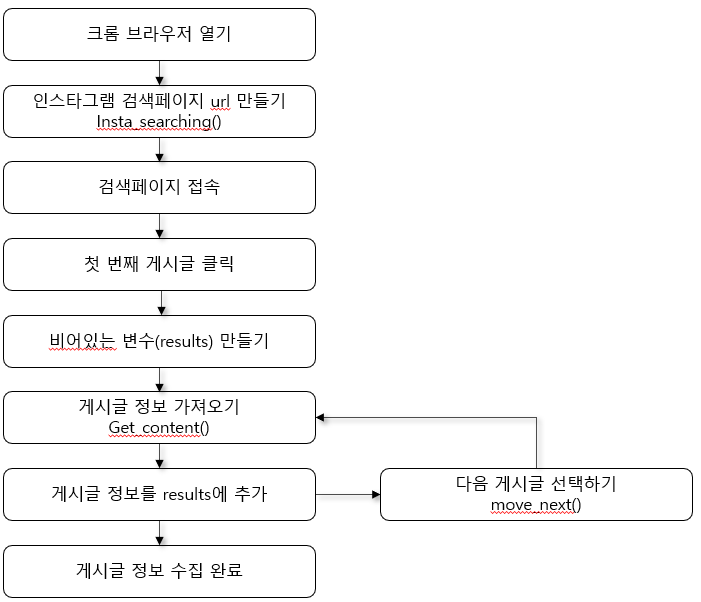 크롬 브라우저 열기
인스타그램 검색페이지 url 만들기
Insta_searching()
검색페이지 접속
첫 번째 게시글 클릭
비어있는 변수(results) 만들기
게시글 정보 가져오기
Get_content()
게시글 정보를 results에 추가
다음 게시글 선택하기
move_next()
게시글 정보 수집 완료